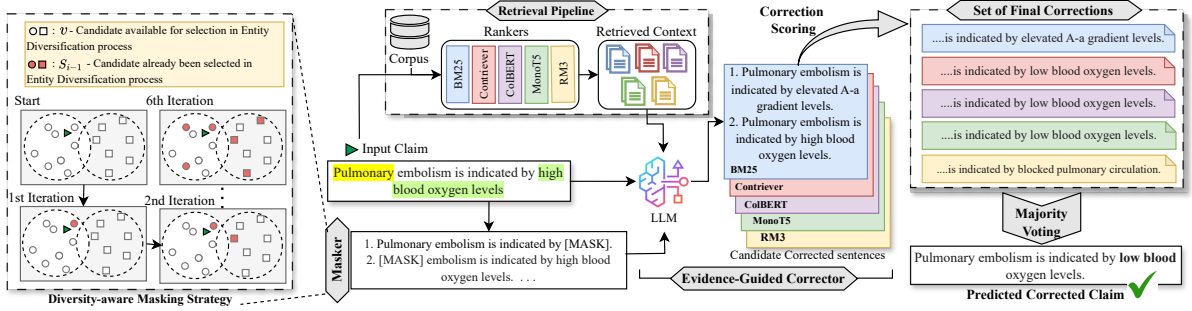 : v - Candidate available for selection in Entity
Diversification process
: Si-1 - Candidate already been selected in
Entity Diversification process
Start
6th Iteration
1st Iteration
2nd Iteration
Diversity-aware Masking Strategy
Retrieval Pipeline
Corpus
Rankers
BM25
Contriever
ColBERT
MonoT5
RM3
Retrieved Context
Input Claim
Pulmonary embolism is indicated by high
blood oxygen levels
Masker
1. Pulmonary embolism is indicated by [MASK].
2. [MASK] embolism is indicated by high blood
oxygen levels. . . .
LLM
Evidence-Guided Corrector
Correction
Scoring
1. Pulmonary embolism is
indicated by elevated A-a
gradient levels.
2. Pulmonary embolism is
indicated by high blood
oxygen levels.
BM25
Contriever
ColBERT
MonoT5
RM3
Candidate Corrected sentences
Set of Final Corrections
....is indicated by elevated A-a gradient levels.
....is indicated by low blood oxygen levels.
....is indicated by low blood oxygen levels.
....is indicated by low blood oxygen levels.
....is indicated by blocked pulmonary circulation.
Majority
Voting
Pulmonary embolism is indicated by low blood
oxygen levels.
Predicted Corrected Claim